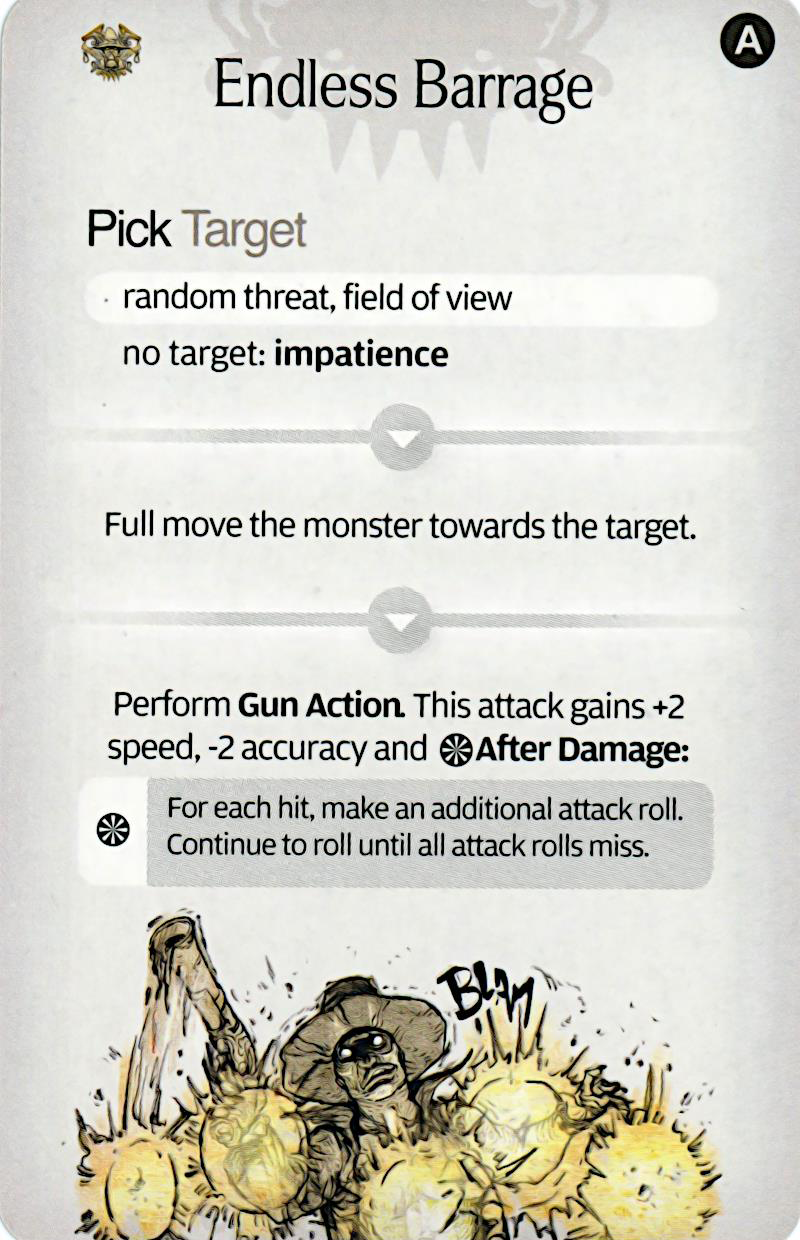 A
Endless Barrage
Pick Target
· random threat, field of view
no target: impatience
Full move the monster towards the target.
Perform Gun Action. This attack gains +2
speed, -2 accuracy and After Damage:
For each hit, make an additional attack roll.
Continue to roll until all attack rolls miss.
BLAM